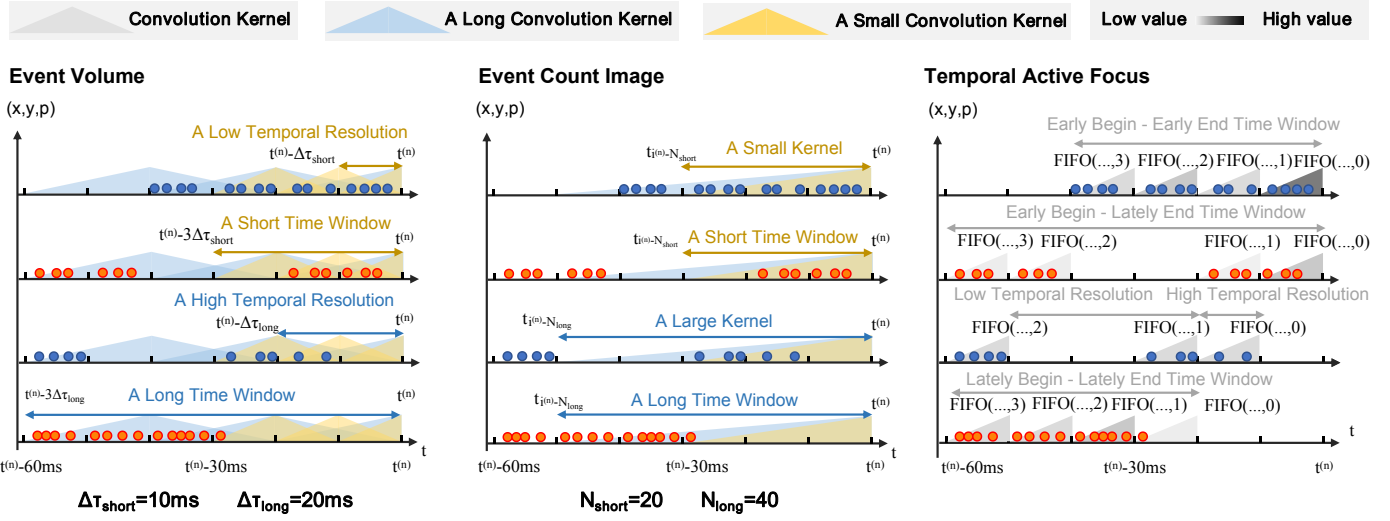 Convolution Kernel
A Long Convolution Kernel
A Small Convolution Kernel
Low value
High value
Event Volume
(x,y,p)
A Low Temporal Resolution
t⁽ⁿ⁾-Δτshort
t⁽ⁿ⁾
A Short Time Window
t⁽ⁿ⁾-3Δτshort
t⁽ⁿ⁾
A High Temporal Resolution
t⁽ⁿ⁾-Δτlong
t⁽ⁿ⁾
t⁽ⁿ⁾-3Δτlong
A Long Time Window
t⁽ⁿ⁾
t
t⁽ⁿ⁾-60ms
t⁽ⁿ⁾-30ms
t⁽ⁿ⁾
Δτshort=10ms
Δτlong=20ms
Event Count Image
(x,y,p)
A Small Kernel
ti⁽ⁿ⁾-Nshort
t⁽ⁿ⁾
A Short Time Window
ti⁽ⁿ⁾-Nshort
t⁽ⁿ⁾
ti⁽ⁿ⁾-Nlong
A Large Kernel
t⁽ⁿ⁾
ti⁽ⁿ⁾-Nlong
A Long Time Window
t⁽ⁿ⁾
t
t⁽ⁿ⁾-60ms
t⁽ⁿ⁾-30ms
t⁽ⁿ⁾
Nshort=20
Nlong=40
Temporal Active Focus
(x,y,p)
Early Begin - Early End Time Window
FIFO(...,3)
FIFO(...,2)
FIFO(...,1)
FIFO(...,0)
Early Begin - Lately End Time Window
FIFO(...,3)
FIFO(...,2)
FIFO(...,1)
FIFO(...,0)
Low Temporal Resolution
High Temporal Resolution
FIFO(...,2)
FIFO(...,1)
FIFO(...,0)
Lately Begin - Lately End Time Window
FIFO(...,3)
FIFO(...,2)
FIFO(...,1)
FIFO(...,0)
t
t⁽ⁿ⁾-60ms
t⁽ⁿ⁾-30ms
t⁽ⁿ⁾